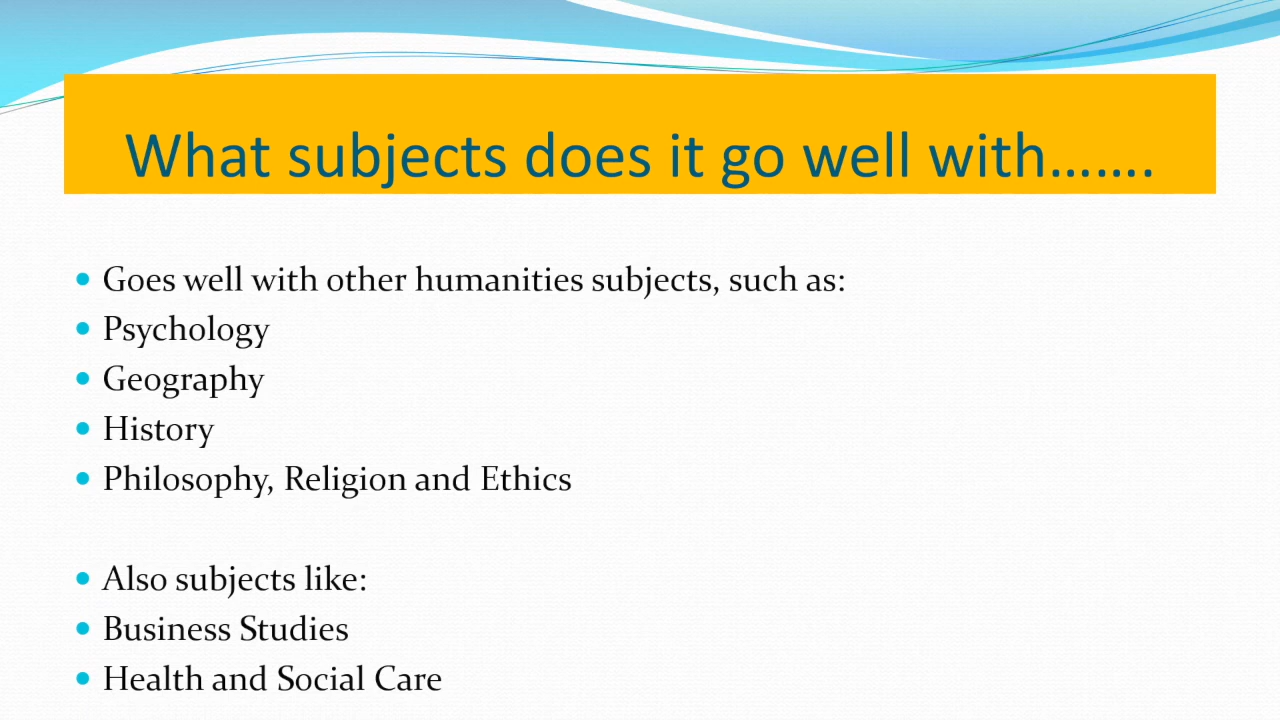 What subjects does it go well with…….
• Goes well with other humanities subjects, such as:
• Psychology
• Geography
• History
• Philosophy, Religion and Ethics
• Also subjects like:
• Business Studies
• Health and Social Care